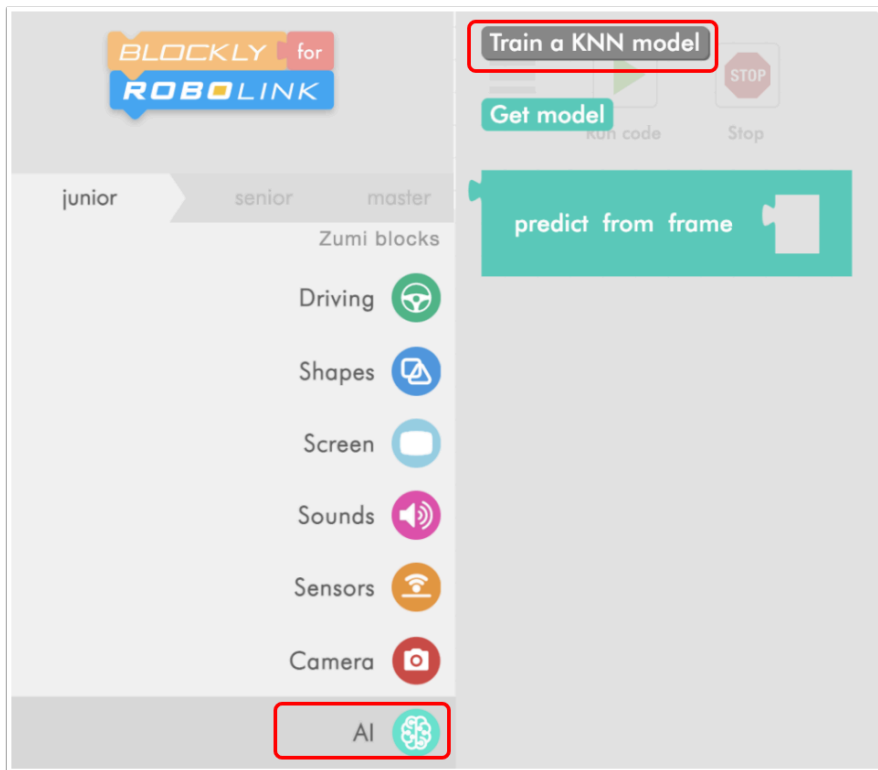 BLOCKLY for
ROBOLINK
junior senior master
Zumi blocks
Driving
Shapes
Screen
Sounds
Sensors
Camera
AI
Train a KNN model
STOP
Get model
Run code Stop
predict from frame